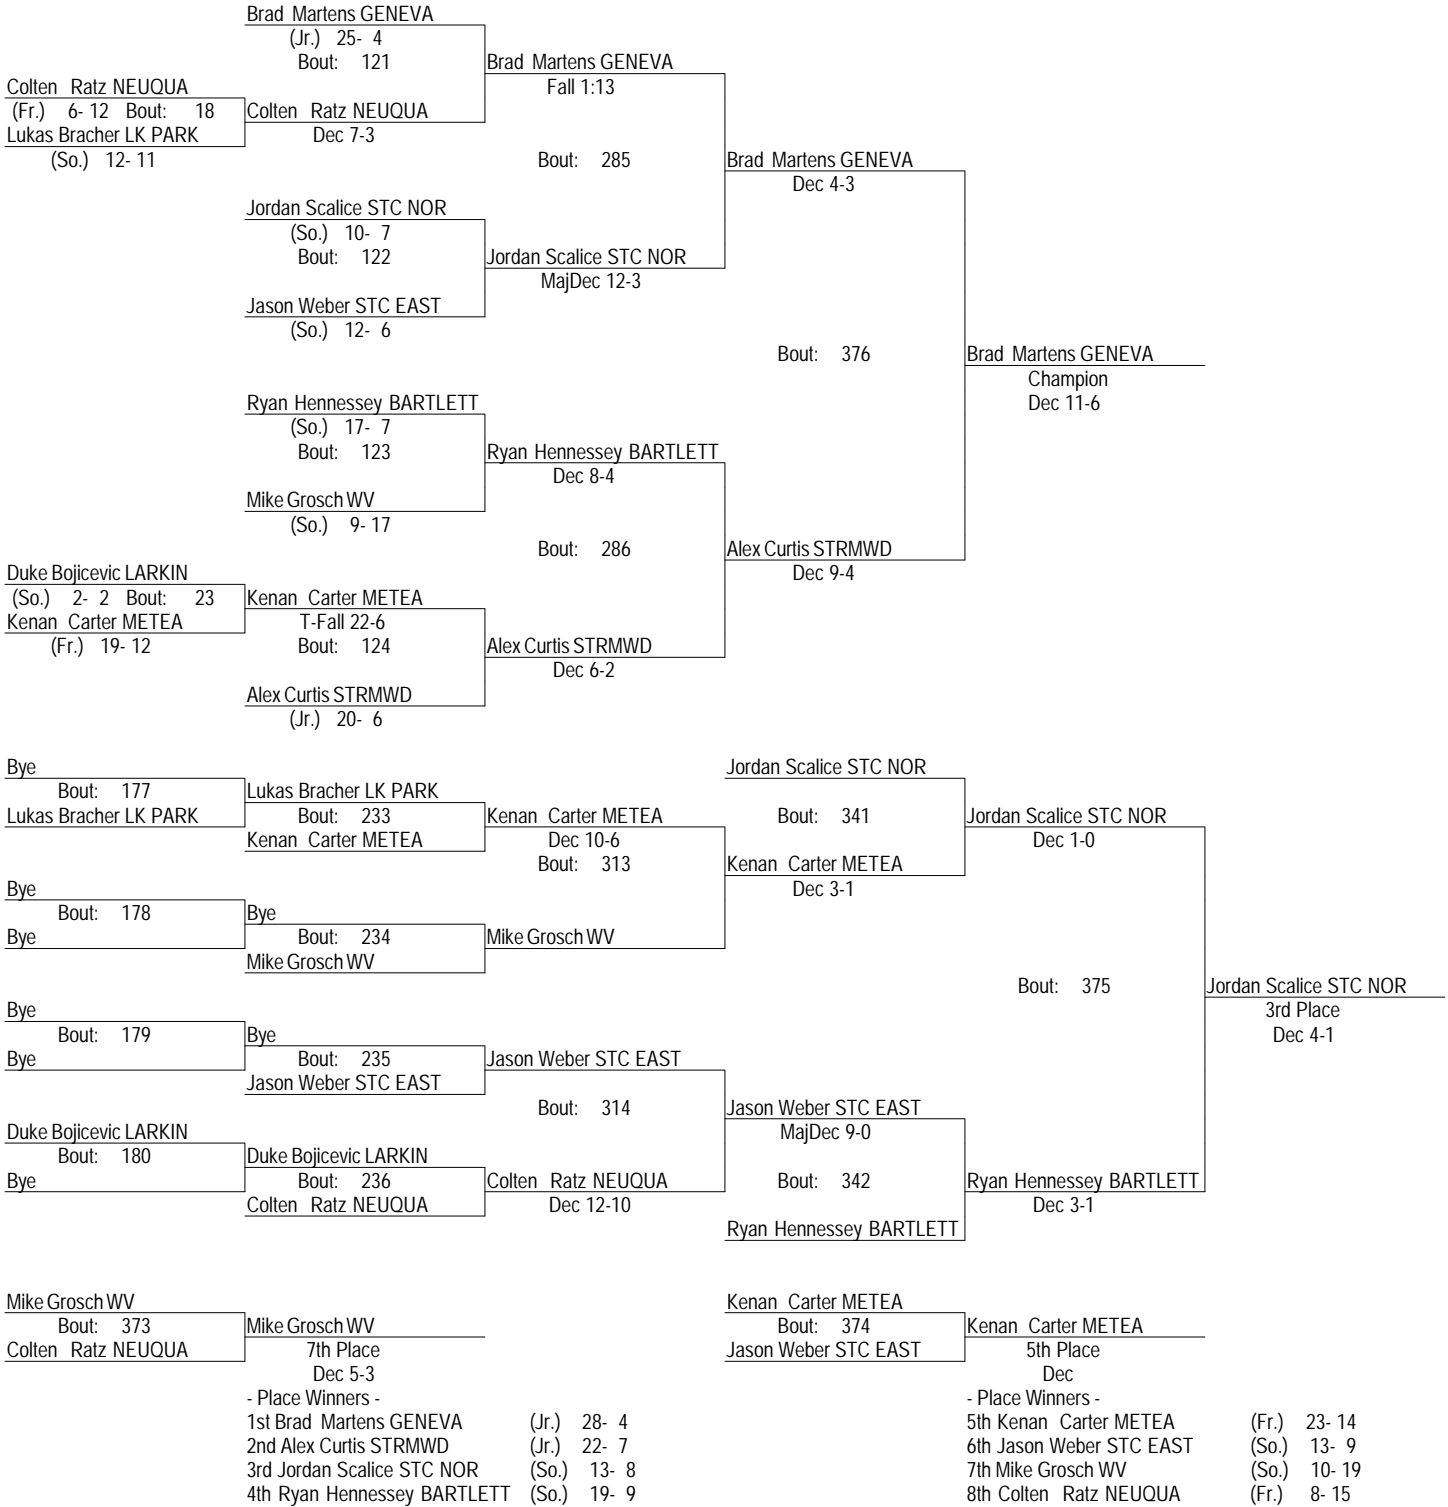 Brad Martens GENEVA
(Jr.) 25- 4
Bout: 121
Brad Martens GENEVA
Fall 1:13
Colten Ratz NEUQUA
(Fr.) 6- 12 Bout: 18
Colten Ratz NEUQUA
Lukas Bracher LK PARK
Dec 7-3
(So.) 12- 11
Bout: 285
Brad Martens GENEVA
Dec 4-3
Jordan Scalice STC NOR
(So.) 10- 7
Bout: 122
Jordan Scalice STC NOR
MajDec 12-3
Jason Weber STC EAST
(So.) 12- 6
Bout: 376
Brad Martens GENEVA
Champion
Dec 11-6
Ryan Hennessey BARTLETT
(So.) 17- 7
Bout: 123
Ryan Hennessey BARTLETT
Dec 8-4
Mike Grosch WV
(So.) 9- 17
Bout: 286
Alex Curtis STRMWD
Dec 9-4
Duke Bojicevic LARKIN
(So.) 2- 2 Bout: 23
Kenan Carter METEA
Kenan Carter METEA
T-Fall 22-6
(Fr.) 19- 12
Bout: 124
Alex Curtis STRMWD
Dec 6-2
Alex Curtis STRMWD
(Jr.) 20- 6
Bye
Jordan Scalice STC NOR
Bout: 177
Lukas Bracher LK PARK
Lukas Bracher LK PARK
Bout: 233
Kenan Carter METEA
Bout: 341
Jordan Scalice STC NOR
Kenan Carter METEA
Dec 10-6
Dec 1-0
Bout: 313
Kenan Carter METEA
Dec 3-1
Bye
Bout: 178
Bye
Bye
Bout: 234
Mike Grosch WV
Mike Grosch WV
Bout: 375
Jordan Scalice STC NOR
3rd Place
Dec 4-1
Bye
Bout: 179
Bye
Bye
Bout: 235
Jason Weber STC EAST
Jason Weber STC EAST
Bout: 314
Jason Weber STC EAST
MajDec 9-0
Duke Bojicevic LARKIN
Bout: 180
Duke Bojicevic LARKIN
Bye
Bout: 236
Colten Ratz NEUQUA
Bout: 342
Ryan Hennessey BARTLETT
Colten Ratz NEUQUA
Dec 12-10
Dec 3-1
Ryan Hennessey BARTLETT
Mike Grosch WV
Bout: 373
Mike Grosch WV
Colten Ratz NEUQUA
7th Place
Dec 5-3
Kenan Carter METEA
Bout: 374
Kenan Carter METEA
Jason Weber STC EAST
5th Place
Dec
- Place Winners -
1st Brad Martens GENEVA (Jr.) 28- 4
2nd Alex Curtis STRMWD (Jr.) 22- 7
3rd Jordan Scalice STC NOR (So.) 13- 8
4th Ryan Hennessey BARTLETT (So.) 19- 9
- Place Winners -
5th Kenan Carter METEA (Fr.) 23- 14
6th Jason Weber STC EAST (So.) 13- 9
7th Mike Grosch WV (So.) 10- 19
8th Colten Ratz NEUQUA (Fr.) 8- 15